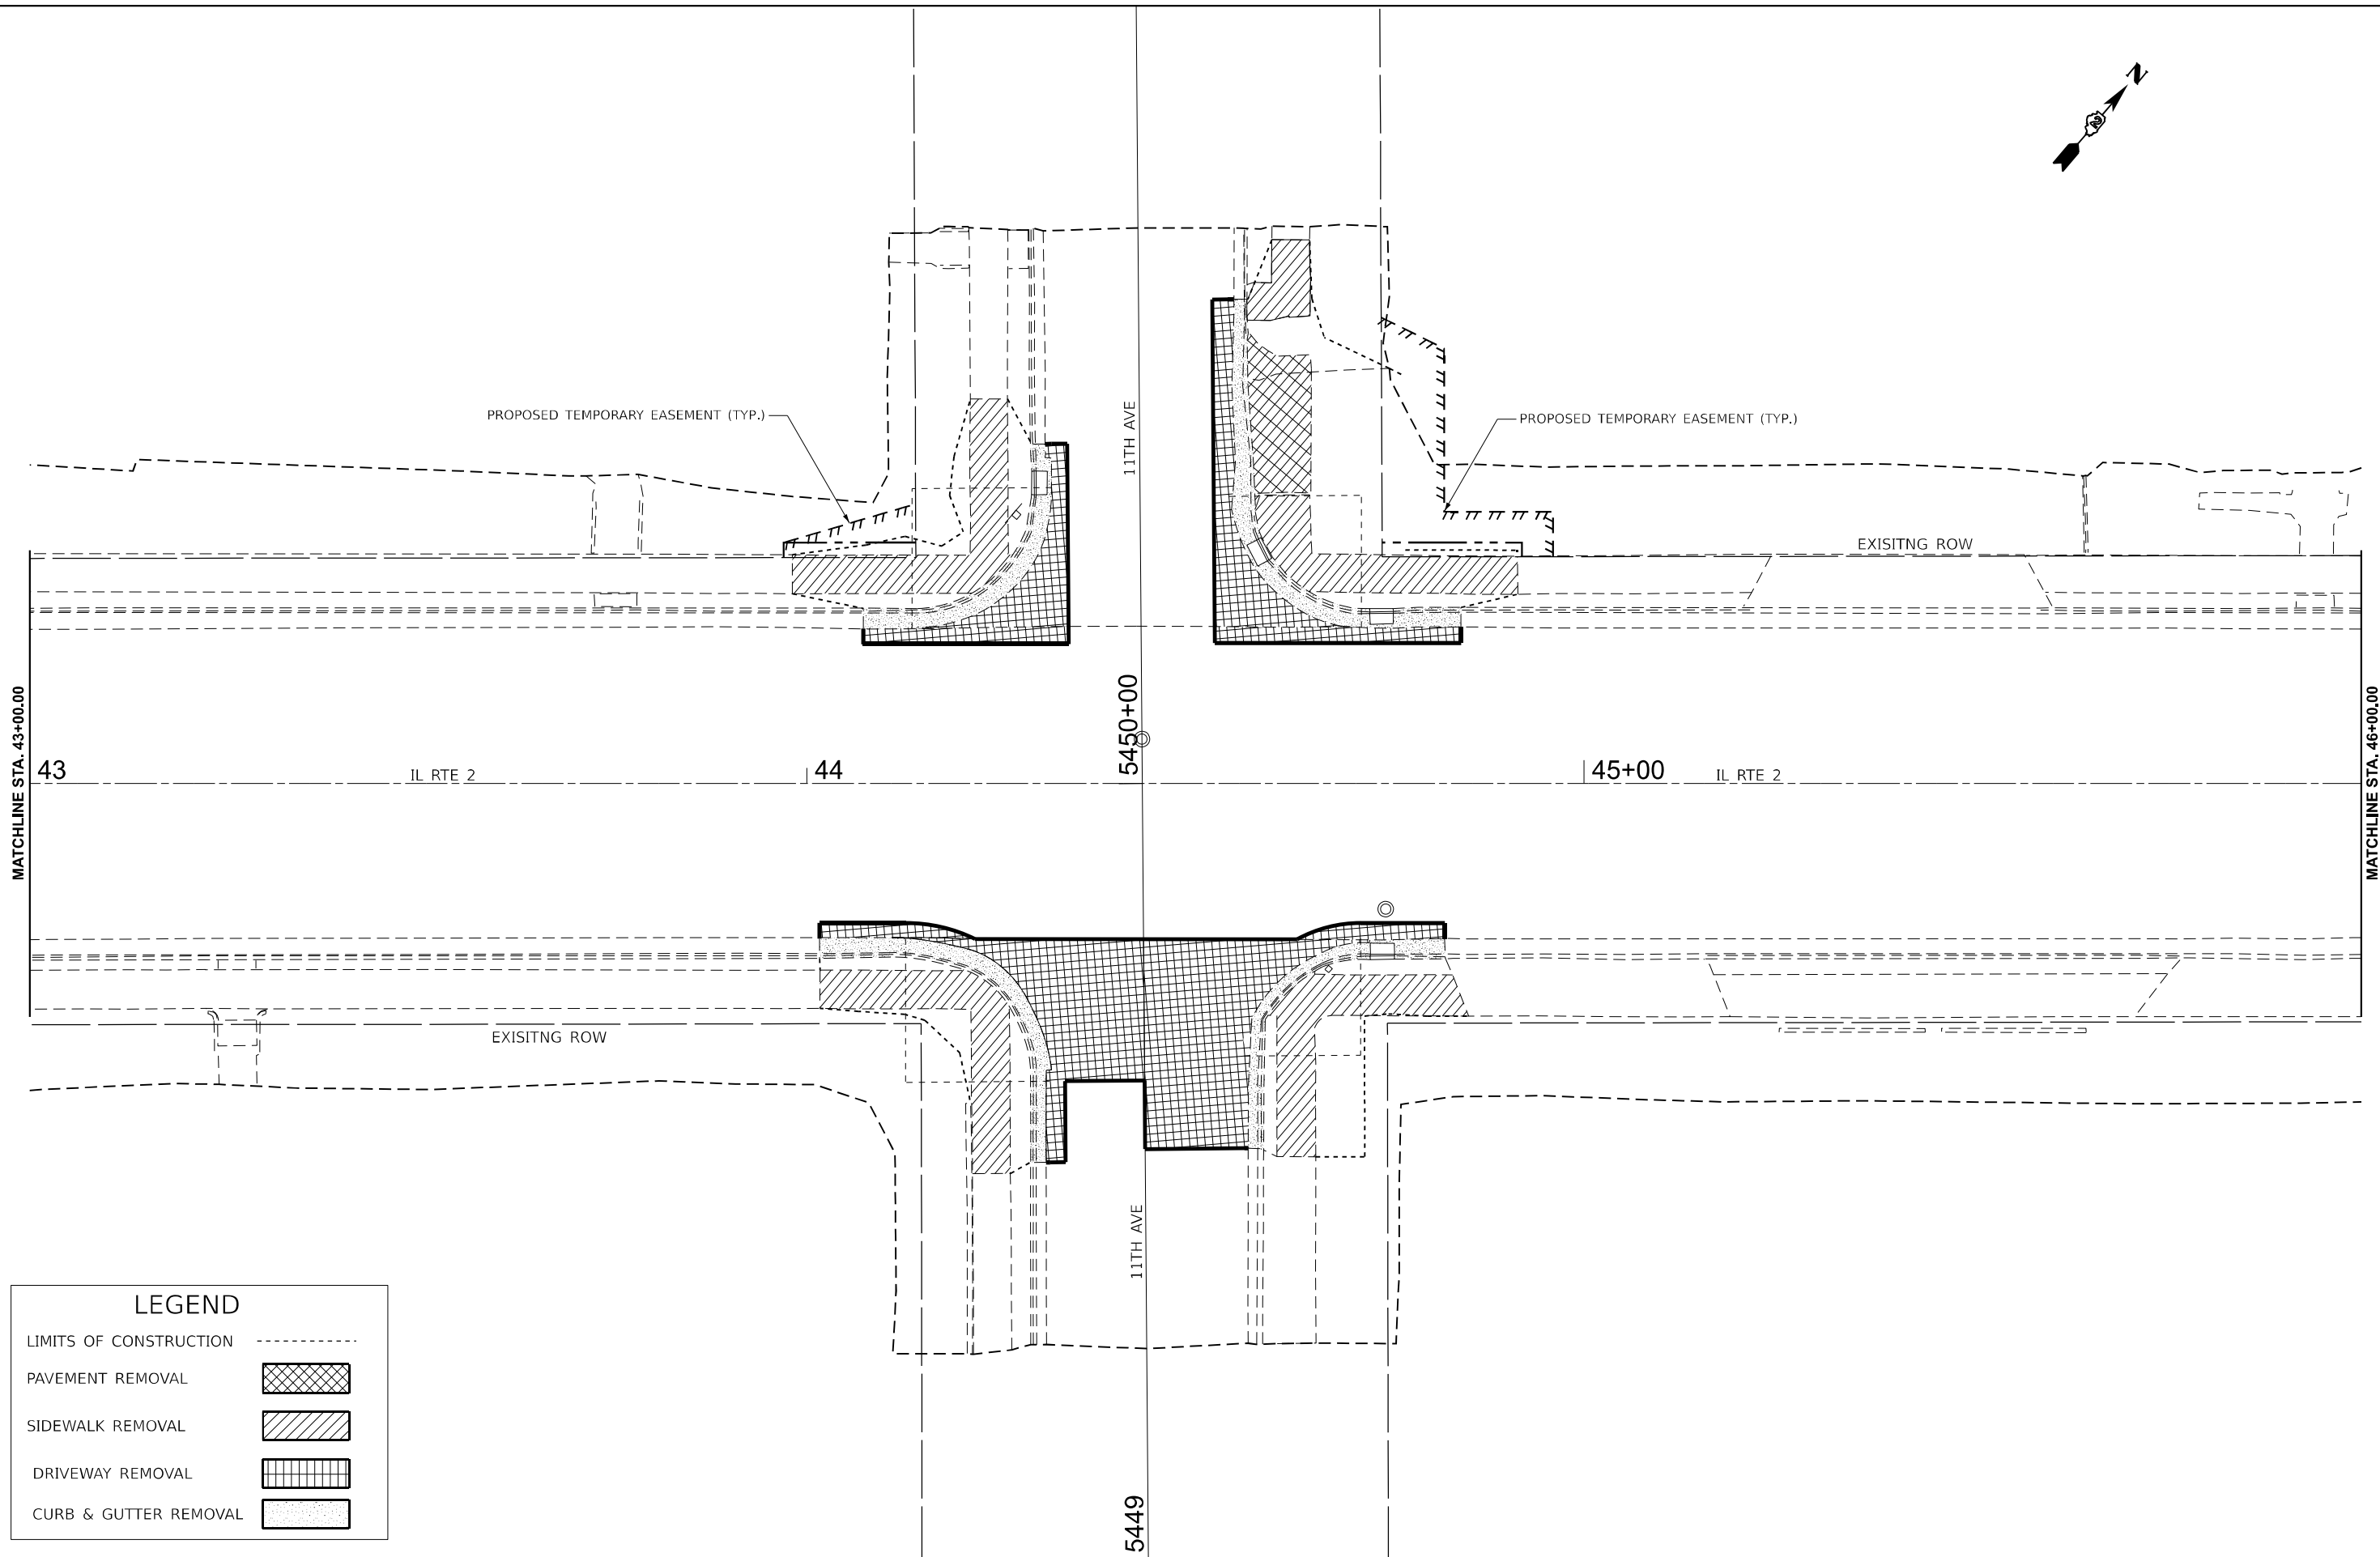 N
2
11TH AVE
PROPOSED TEMPORARY EASEMENT (TYP.)
PROPOSED TEMPORARY EASEMENT (TYP.)
EXISITNG ROW
MATCHLINE STA. 43+00.00
43
IL RTE 2
44
5450+00
45+00
IL RTE 2
MATCHLINE STA. 46+00.00
EXISITNG ROW
11TH AVE
5449
LEGEND
LIMITS OF CONSTRUCTION
PAVEMENT REMOVAL
SIDEWALK REMOVAL
DRIVEWAY REMOVAL
CURB & GUTTER REMOVAL